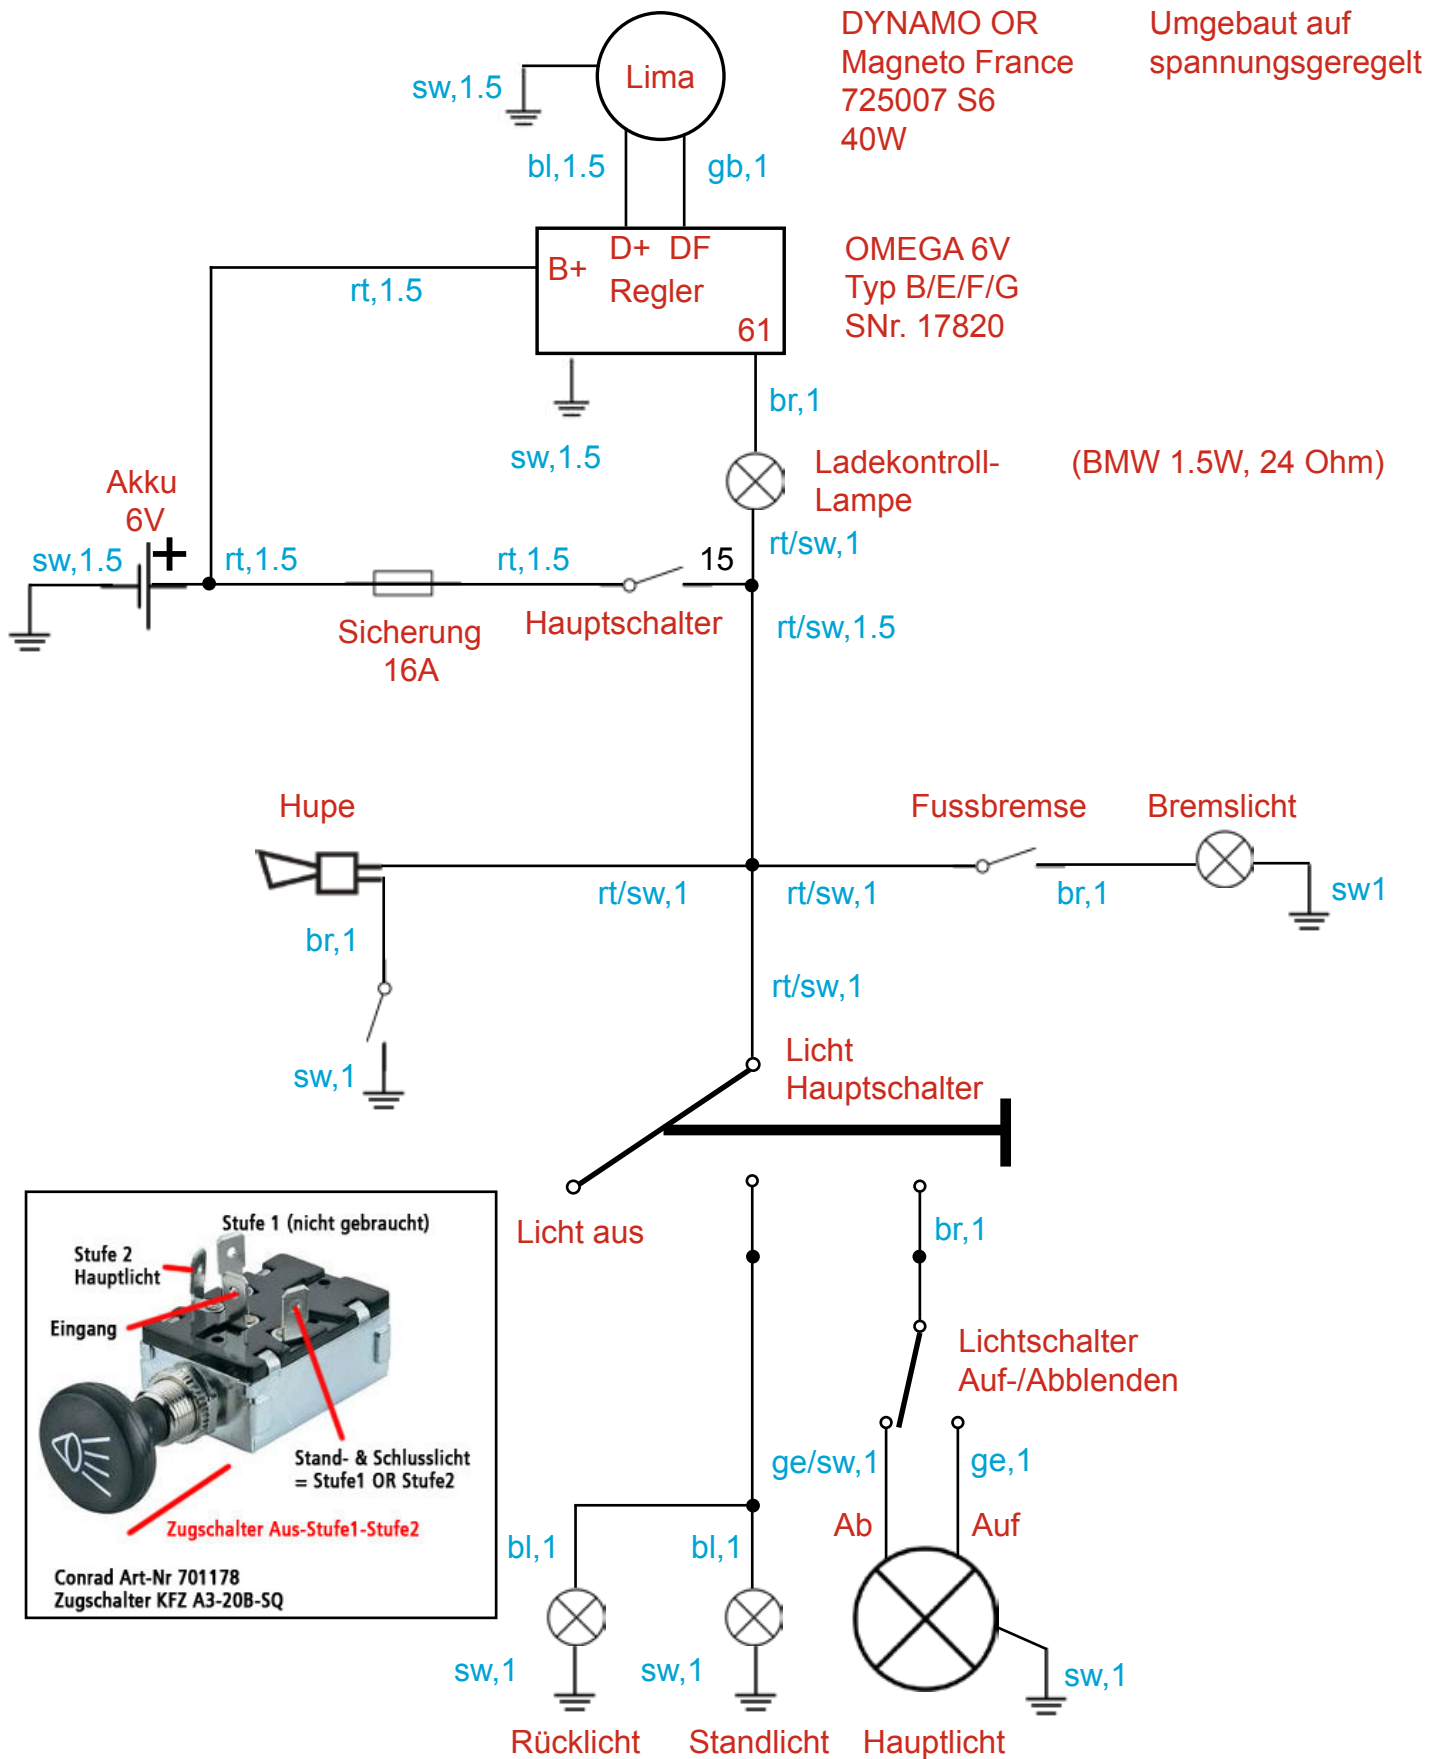 DYNAMO OR
Magneto France
725007 S6
40W
Umgebaut auf
spannungsgeregelt
Lima
sw,1.5
bl,1.5
gb,1
D+ DF
B+
Regler
61
OMEGA 6V
Typ B/E/F/G
SNr. 17820
rt,1.5
br,1
sw,1.5
Ladekontroll-
Lampe
(BMW 1.5W, 24 Ohm)
Akku
6V
+
sw,1.5
rt,1.5
rt,1.5
15
rt/sw,1
Sicherung
16A
Hauptschalter
rt/sw,1.5
Hupe
Fussbremse
Bremslicht
rt/sw,1
rt/sw,1
br,1
sw1
br,1
rt/sw,1
sw,1
Licht
Hauptschalter
Licht aus
br,1
Stufe 1 (nicht gebraucht)
Stufe 2
Hauptlicht
Eingang
Stand- & Schlusslicht
= Stufe1 OR Stufe2
Zugschalter Aus-Stufe1-Stufe2
Conrad Art-Nr 701178
Zugschalter KFZ A3-20B-SQ
Lichtschalter
Auf-/Abblenden
ge/sw,1
ge,1
Ab
Auf
bl,1
bl,1
sw,1
sw,1
sw,1
Rücklicht
Standlicht
Hauptlicht